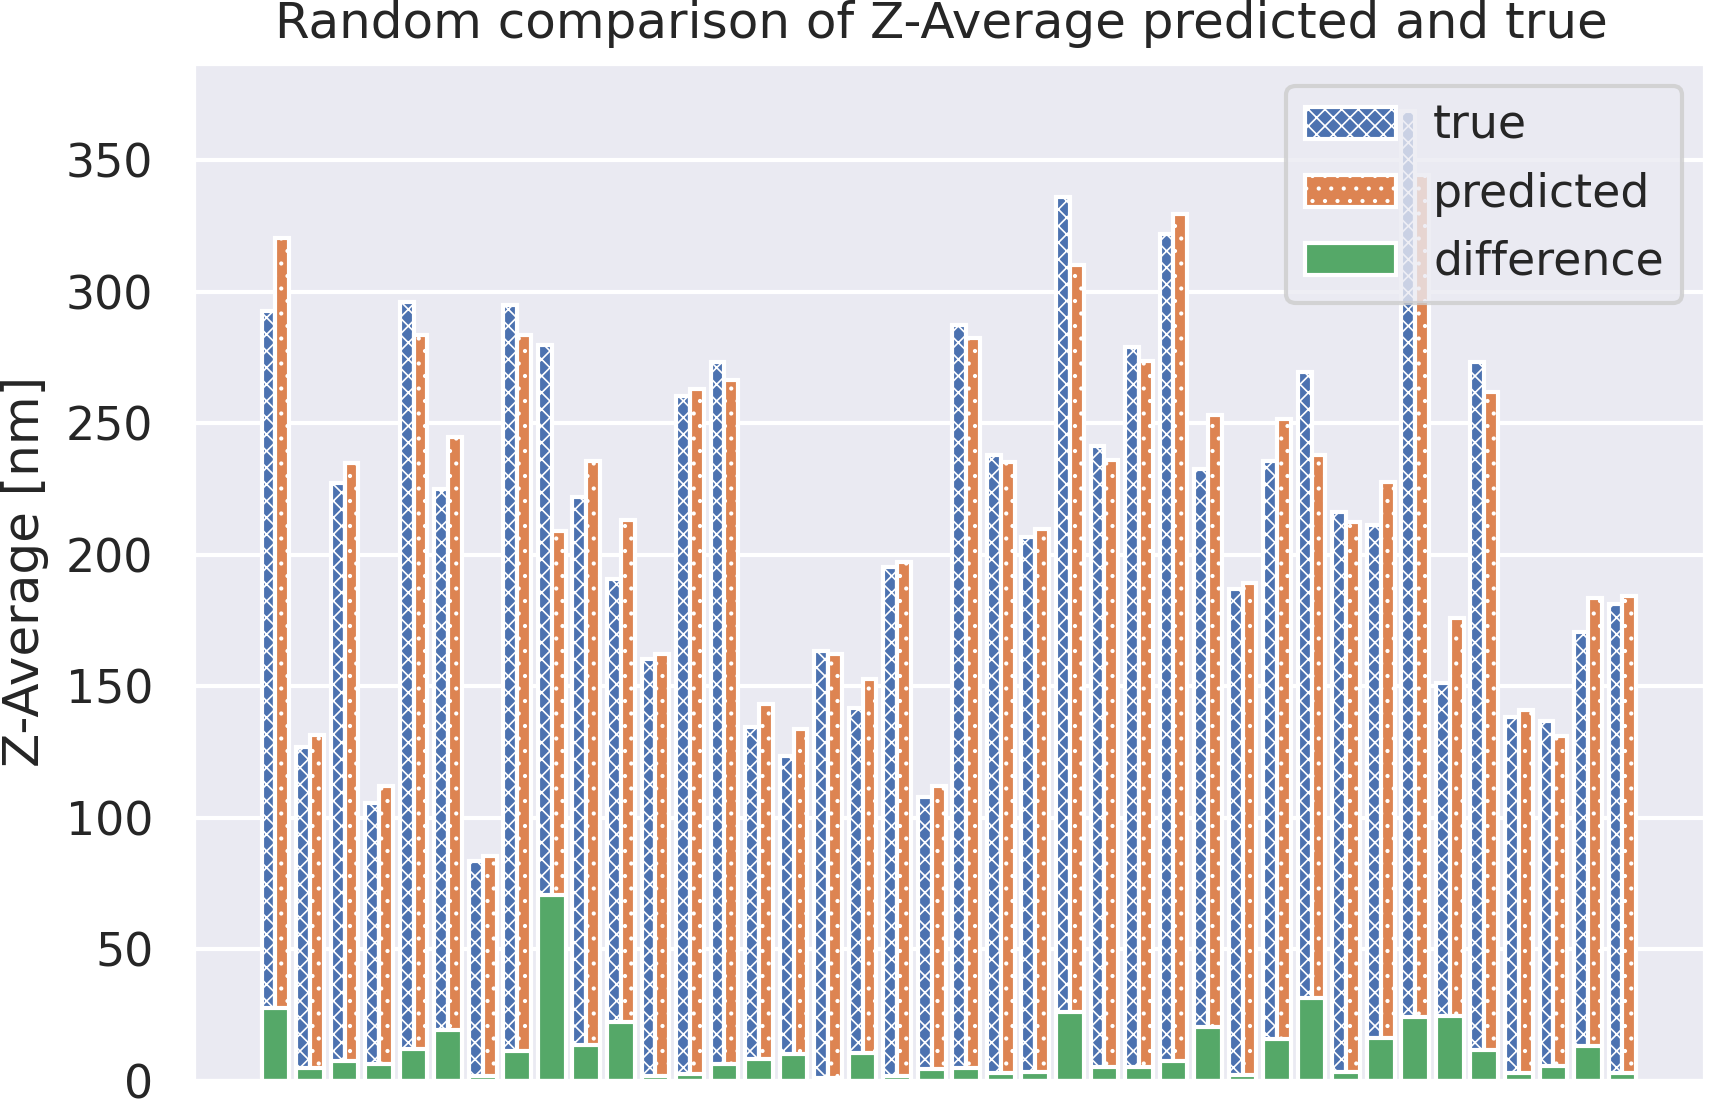 Random comparison of Z-Average predicted and true
Z-Average [nm]
350
300
250
200
150
100
50
0
true
predicted
difference